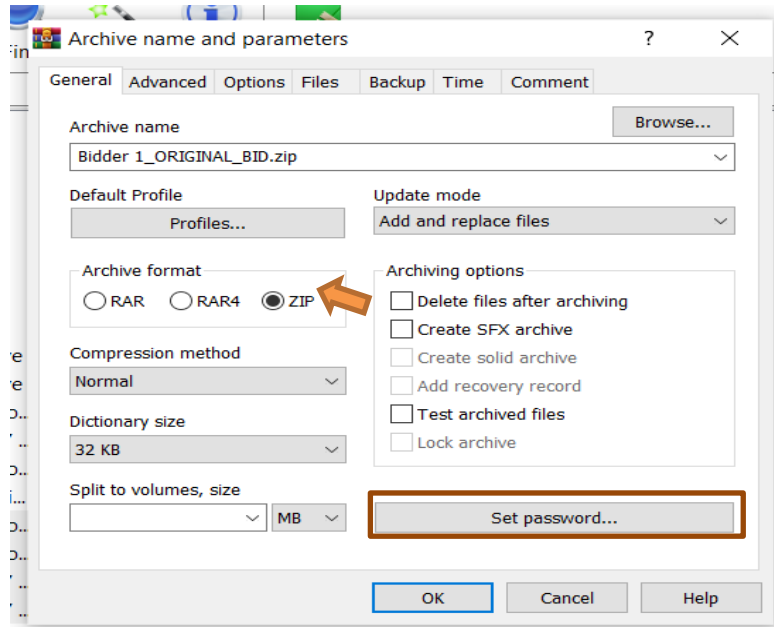 Archive name and parameters
?
General Advanced Options Files Backup Time Comment
Archive name
Browse...
Bidder 1_ORIGINAL_BID.zip
Default Profile
Update mode
Profiles...
Add and replace files
Archive format
Archiving options
RAR RAR4 ZIP
Delete files after archiving
Create SFX archive
Compression method
Create solid archive
Normal
Add recovery record
Dictionary size
Test archived files
32 KB
Lock archive
Split to volumes, size
MB
Set password...
OK Cancel Help